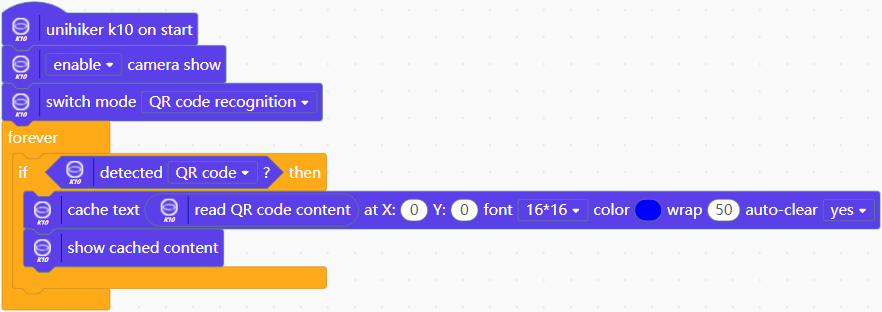 K10 unihiker k10 on start
K10 enable camera show
K10 switch mode QR code recognition
forever
if K10 detected QR code ? then
K10 cache text K10 read QR code content at X: 0 Y: 0 font 16*16 color wrap 50 auto-clear yes
K10 show cached content